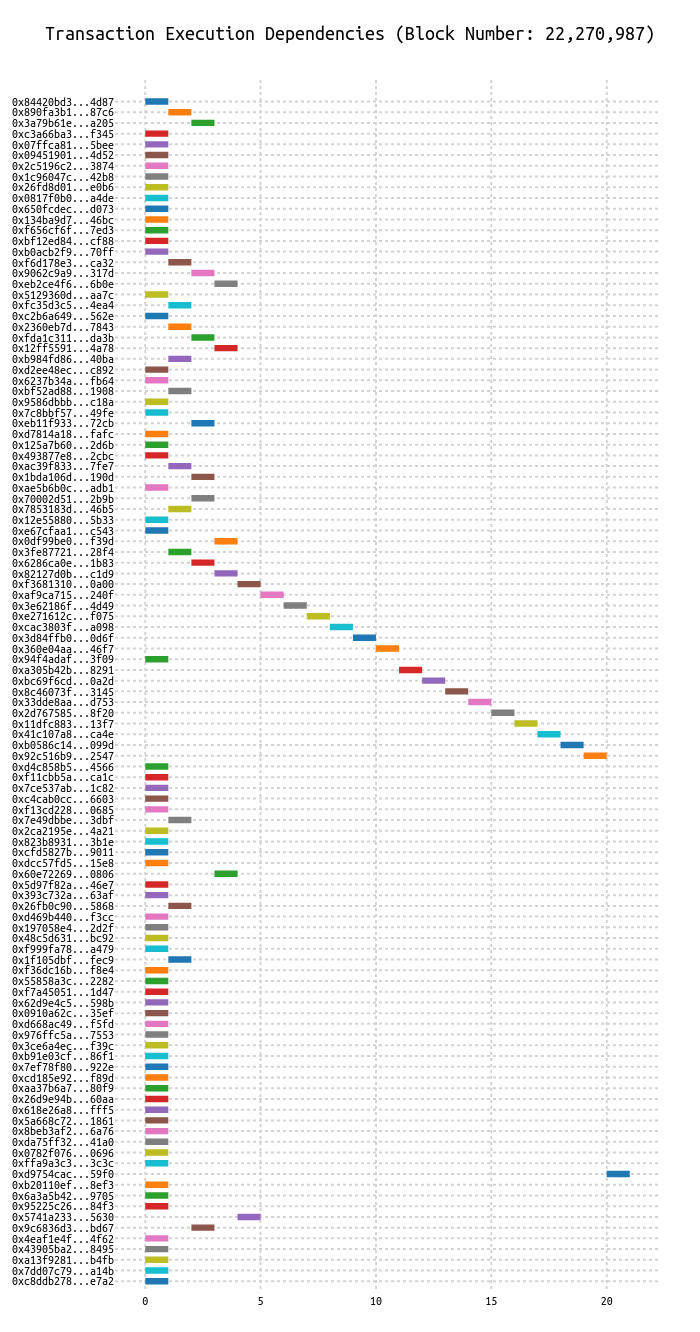 Transaction Execution Dependencies (Block Number: 22,270,987)
0x84420bd3...4d87
0x890fa3b1...87c6
0x3a79b61e...a205
0xc3a66ba3...f345
0x07ffca81...5bee
0x09451901...4d52
0x2c5196c2...3874
0x1c96047c...42b8
0x26fd8d01...e0b6
0x0817f0b0...a4de
0x650fcdec...d073
0x134ba9d7...46bc
0xf656cf6f...7ed3
0xbf12ed84...cf88
0xb0acb2f9...70ff
0xf6d178e3...ca32
0x9062c9a9...317d
0xeb2ce4f6...6b0e
0x5129360d...aa7c
0xfc35d3c5...4ea4
0xc2b6a649...562e
0x2360eb7d...7843
0xfda1c311...da3b
0x12ff5591...4a78
0xb984fd86...40ba
0xd2ee48ec...c892
0x6237b34a...fb64
0xbf52ad88...1908
0x9586dbbb...c18a
0x7c8bbf57...49fe
0xeb11f933...72cb
0xd7814a18...fafc
0x125a7b60...2d6b
0x493877e8...2cbc
0xac39f833...7fe7
0x1bda106d...190d
0xae5b6b0c...adb1
0x70002d51...2b9b
0x7853183d...46b5
0x12e55880...5b33
0xe67cfaa1...c543
0x0df99be0...f39d
0x3fe87721...28f4
0x6286ca0e...1b83
0x82127d0b...c1d9
0xf3681310...0a00
0xaf9ca715...240f
0x3e62186f...4d49
0xe271612c...f075
0xcac3803f...a098
0x3d84ffb0...0d6f
0x360e04aa...46f7
0x94f4adaf...3f09
0xa305b42b...8291
0xbc69f6cd...0a2d
0x8c46073f...3145
0x33dde8aa...d753
0x2d767585...8f20
0x11dfc883...13f7
0x41c107a8...ca4e
0xb0586c14...099d
0x92c516b9...2547
0xd4c858b5...4566
0xf11cbb5a...ca1c
0x7ce537ab...1c82
0xc4cab0cc...6603
0xf13cd228...0685
0x7e49dbbe...3dbf
0x2ca2195e...4a21
0x823b8931...3b1e
0xcfd5827b...9011
0xdcc57fd5...15e8
0x60e72269...0806
0x5d97f82a...46e7
0x393c732a...63af
0x26fb0c90...5868
0xd469b440...f3cc
0x197058e4...2d2f
0x48c5d631...bc92
0xf999fa78...a479
0x1f105dbf...fec9
0xf36dc16b...f8e4
0x55858a3c...2282
0xf7a45051...1d47
0x62d9e4c5...598b
0x0910a62c...35ef
0xd668ac49...f5fd
0x976ffc5a...7553
0x3ce6a4ec...f39c
0xb91e03cf...86f1
0x7ef78f80...922e
0xcd185e92...f89d
0xaa37b6a7...80f9
0x26d9e94b...60aa
0x618e26a8...fff5
0x5a668c72...1861
0x8beb3af2...6a76
0xda75ff32...41a0
0x0782f076...0696
0xffa9a3c3...3c3c
0xd9754cac...59f0
0xb20110ef...8ef3
0x6a3a5b42...9705
0x95225c26...84f3
0x5741a233...5630
0x9c6836d3...bd67
0x4eaf1e4f...4f62
0x43905ba2...8495
0xa13f9281...b4fb
0x7dd07c79...a14b
0xc8ddb278...e7a2
0 5 10 15 20